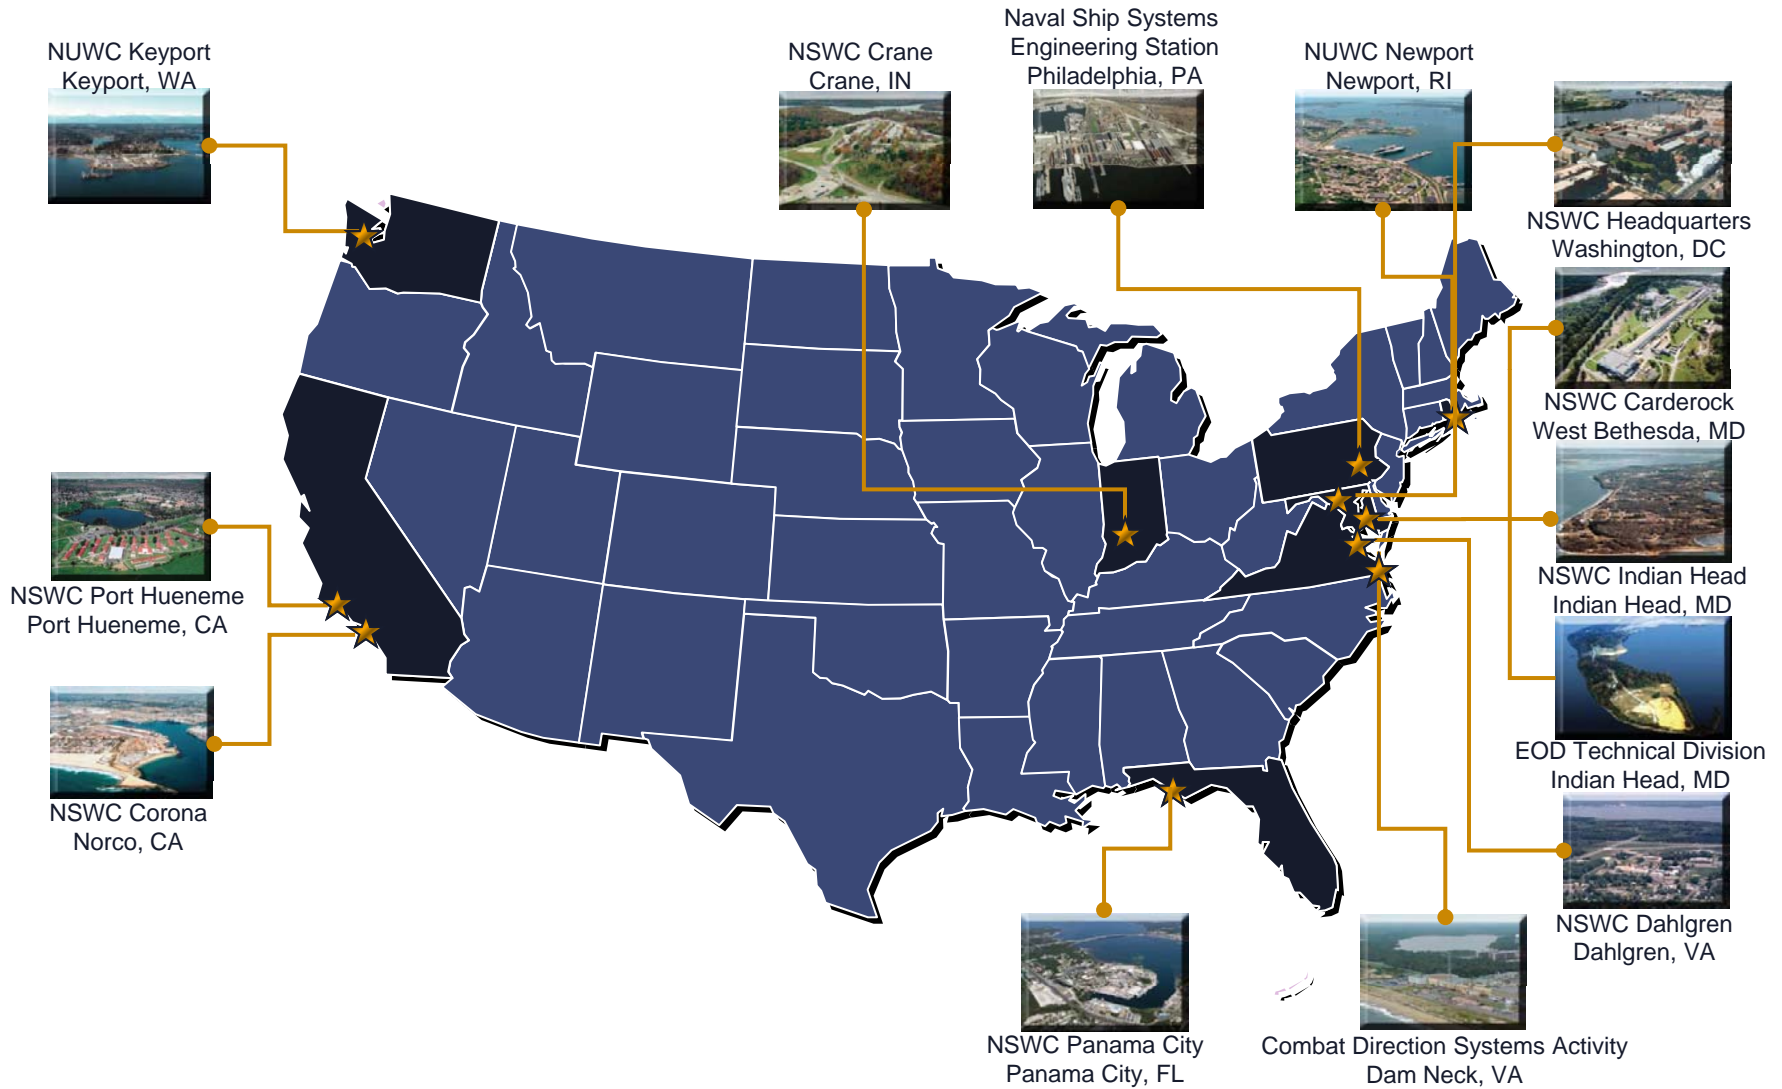 NUWC Keyport
Keyport, WA
NSWC Crane
Crane, IN
Naval Ship Systems
Engineering Station
Philadelphia, PA
NUWC Newport
Newport, RI
NSWC Headquarters
Washington, DC
NSWC Carderock
West Bethesda, MD
NSWC Indian Head
Indian Head, MD
EOD Technical Division
Indian Head, MD
NSWC Dahlgren
Dahlgren, VA
NSWC Port Hueneme
Port Hueneme, CA
NSWC Corona
Norco, CA
NSWC Panama City
Panama City, FL
Combat Direction Systems Activity
Dam Neck, VA